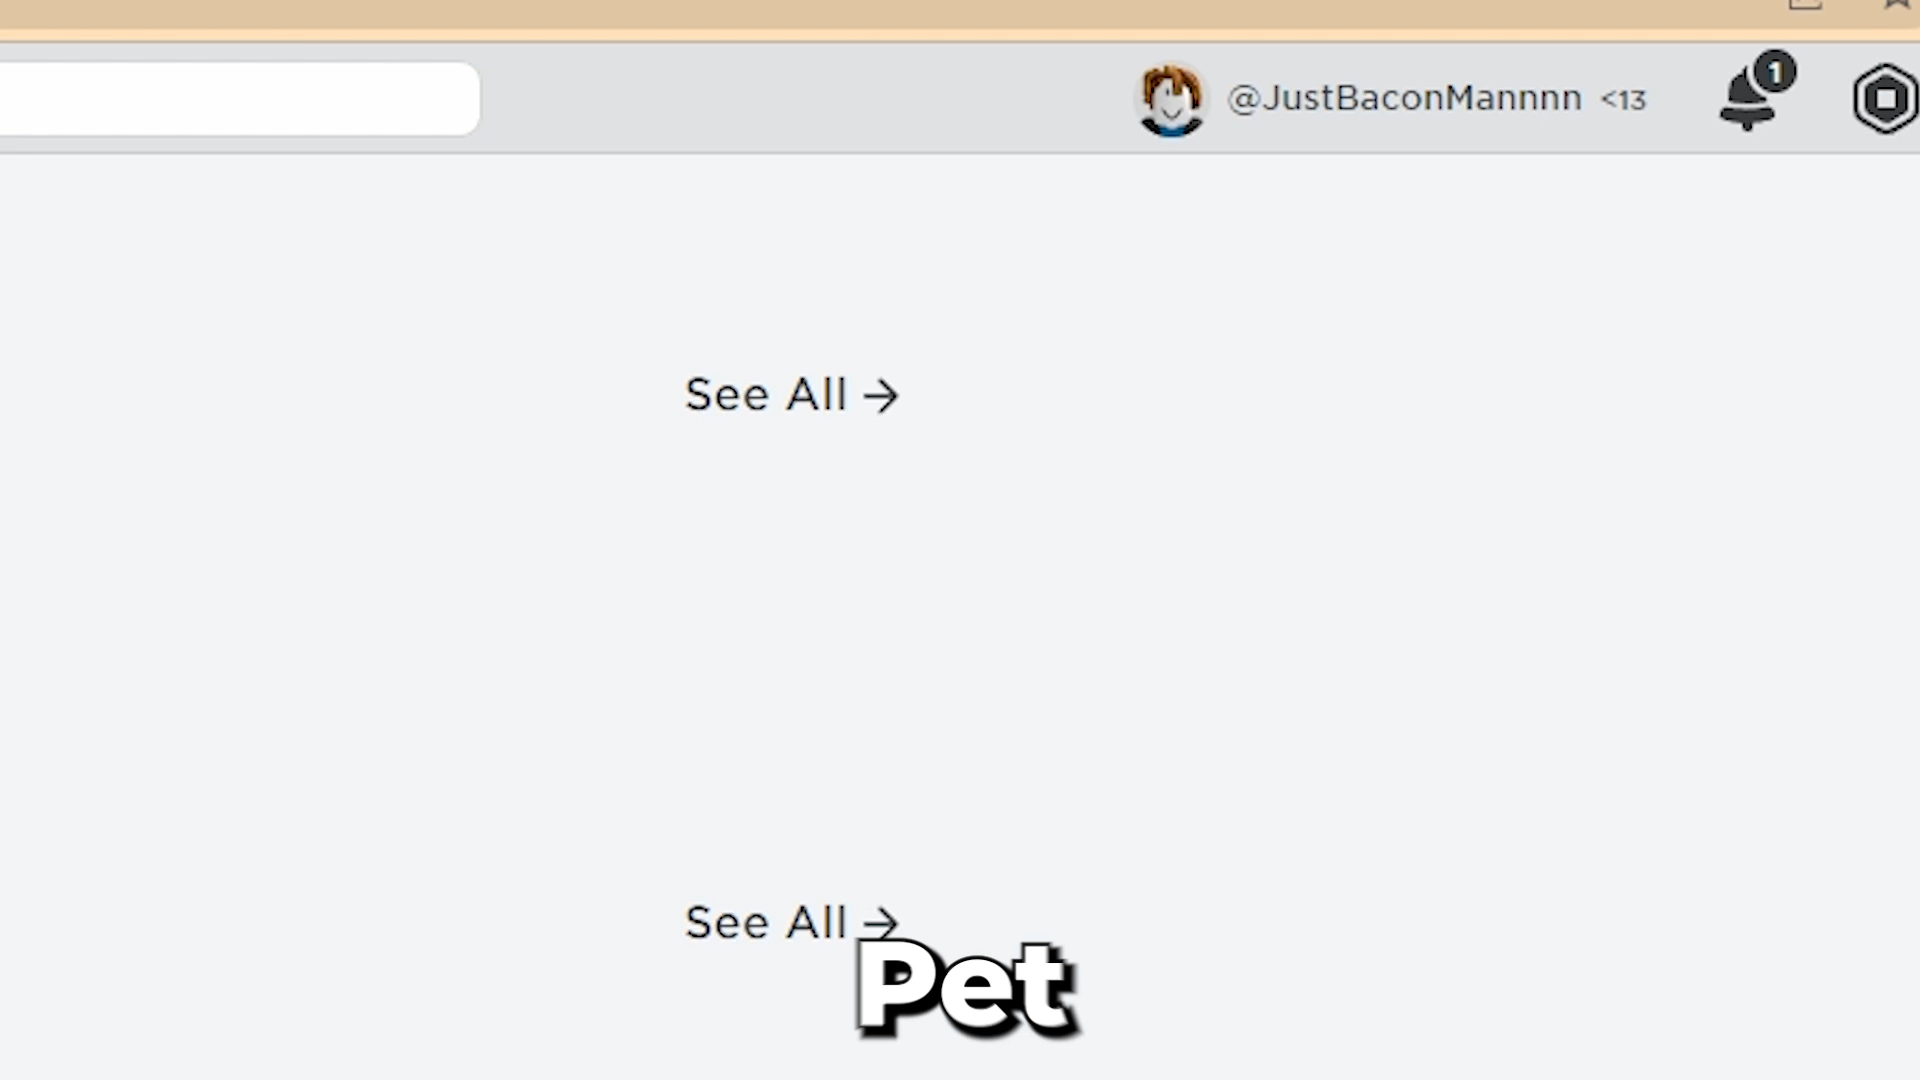 @JustBaconMannnn <13
1
See All →
See All →
Pet